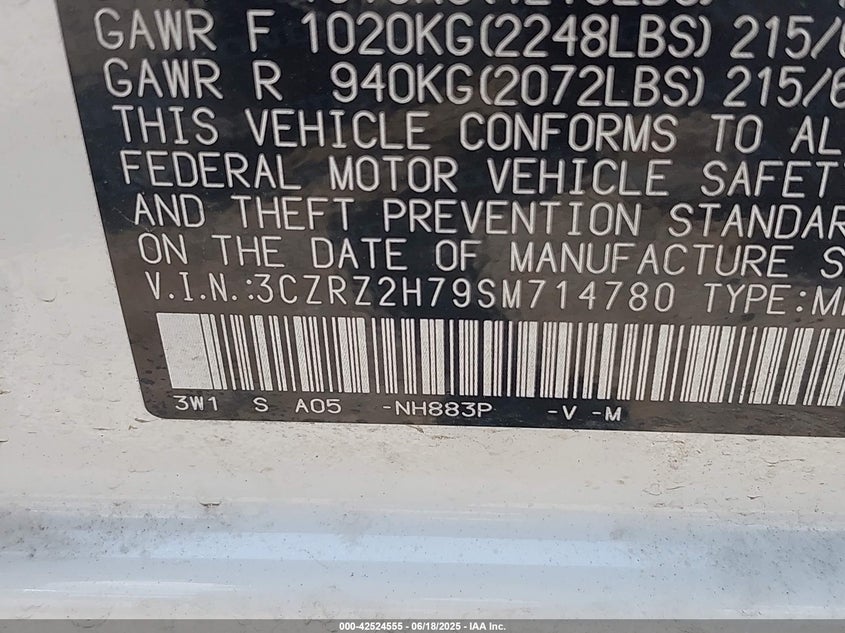 GAWR F 1020KG(2248LBS) 215/
GAWR R 940KG(2072LBS) 215/6
THIS VEHICLE CONFORMS TO AL
FEDERAL MOTOR VEHICLE SAFET
AND THEFT PREVENTION STANDAR
ON THE DATE OF MANUFACTURE S
V.I.N.:3CZRZ2H79SM714780 TYPE:M
3W1 S A05 -NH883P -V -M
000-42524555 - 06/18/2025 - IAA Inc.